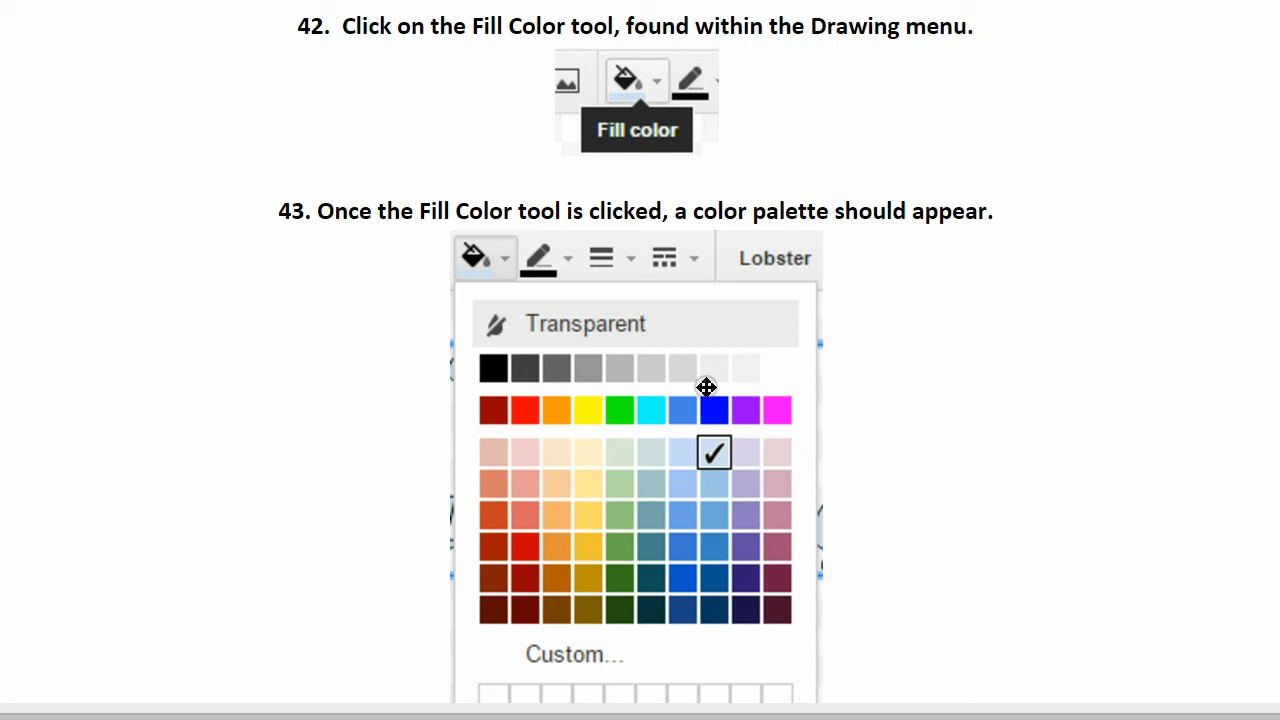 42.  Click on the Fill Color tool, found within the Drawing menu.
Fill color
43. Once the Fill Color tool is clicked, a color palette should appear.
Lobster
Transparent
Custom...